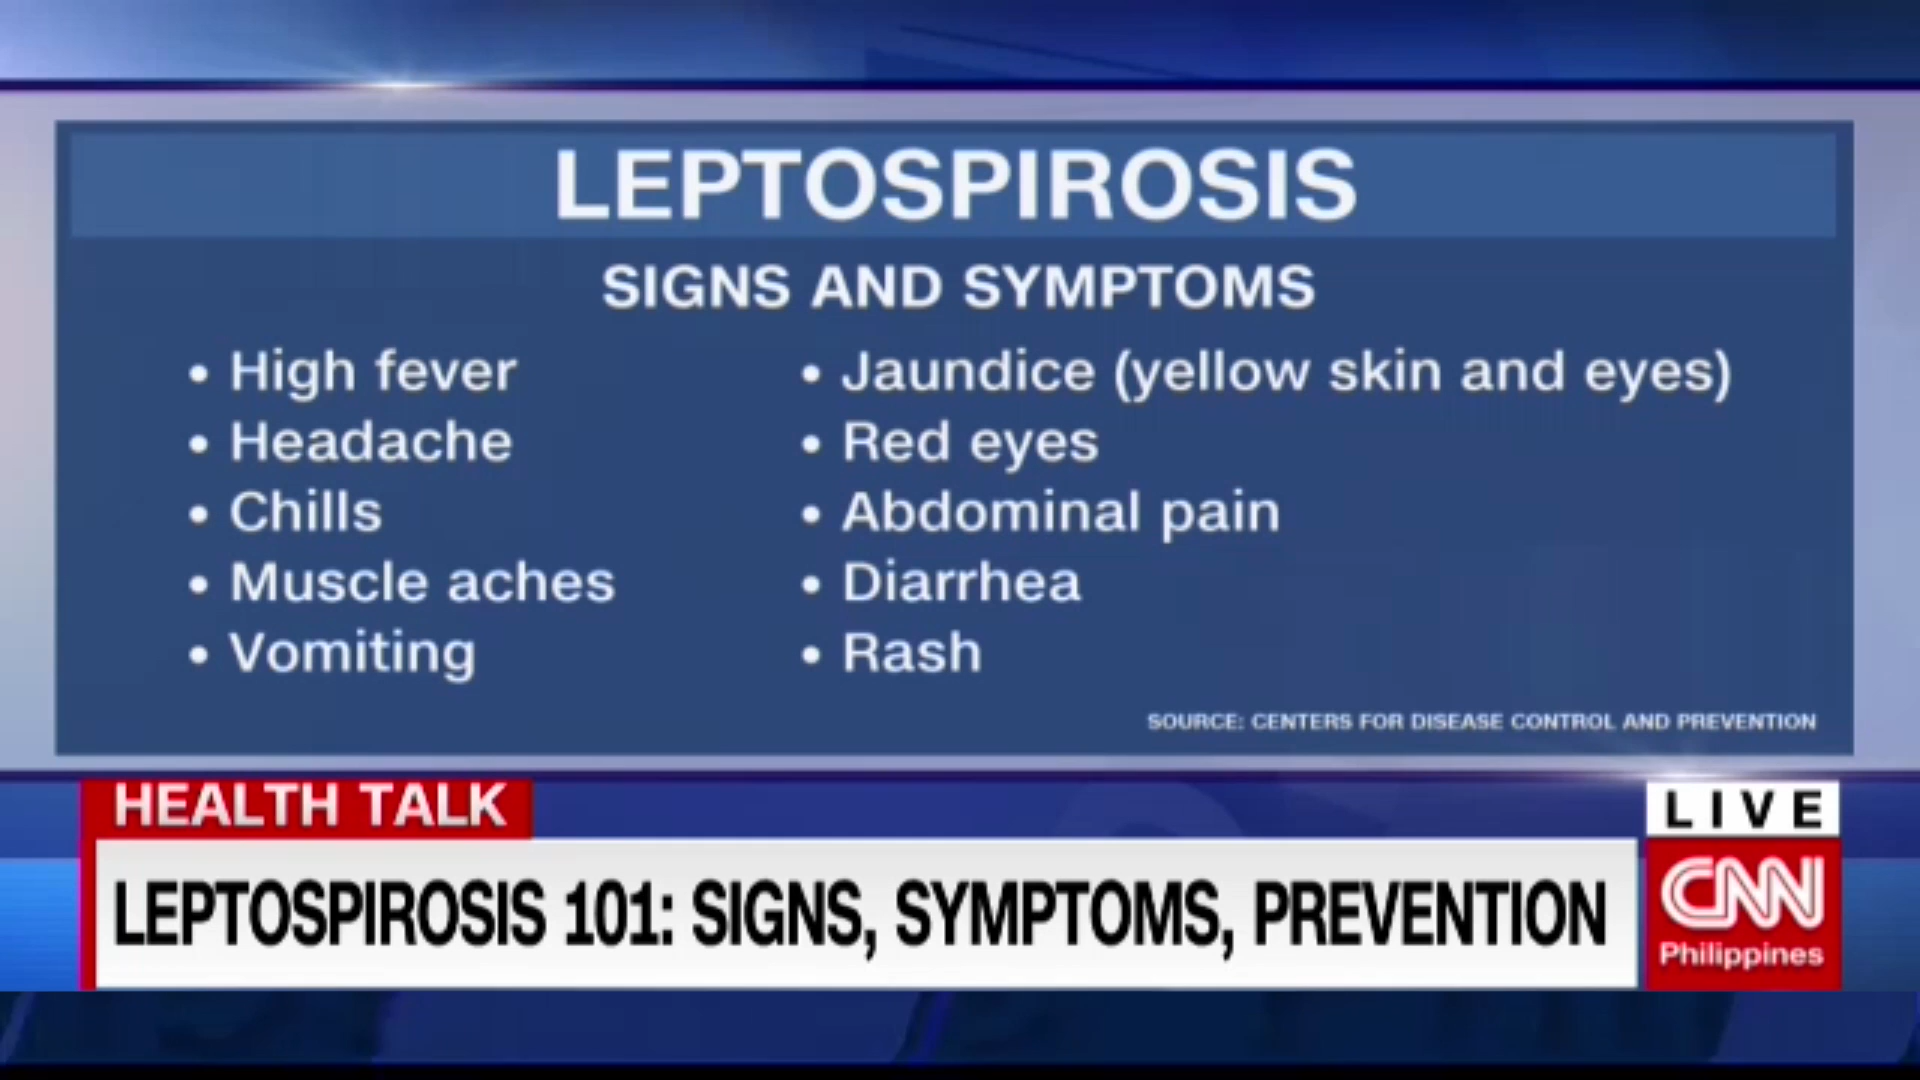 LEPTOSPIROSIS
SIGNS AND SYMPTOMS
• High fever
• Headache
• Chills
• Muscle aches
• Vomiting
• Jaundice (yellow skin and eyes)
• Red eyes
• Abdominal pain
• Diarrhea
• Rash
SOURCE: CENTERS FOR DISEASE CONTROL AND PREVENTION
HEALTH TALK
LEPTOSPIROSIS 101: SIGNS, SYMPTOMS, PREVENTION
LIVE
CNN
Philippines